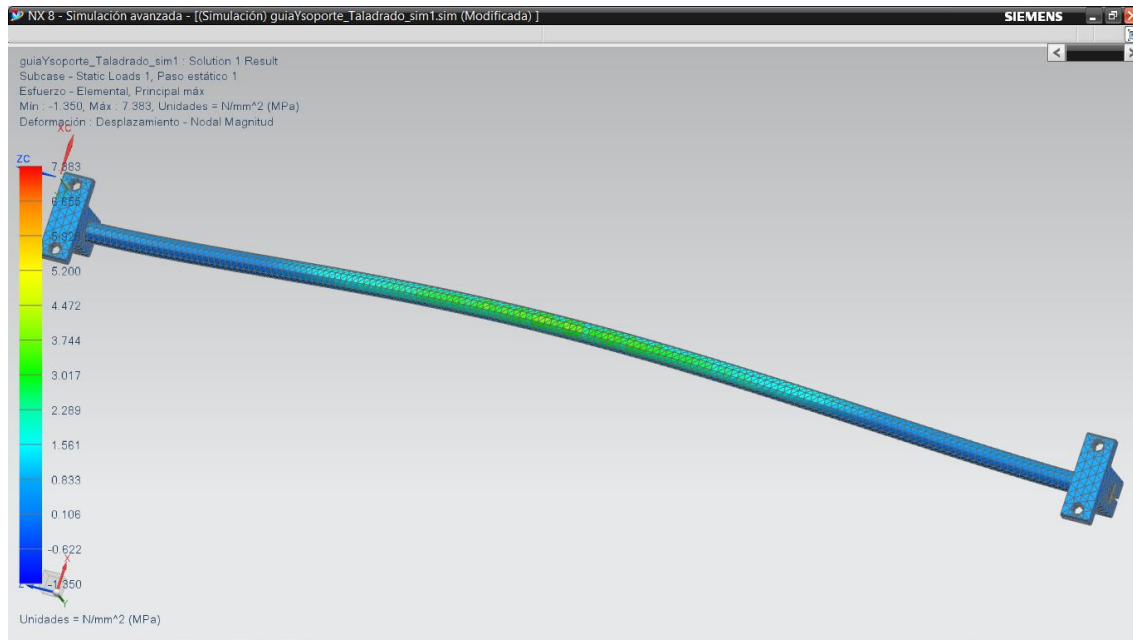 NX 8 - Simulación avanzada - [(Simulación) guiaYsoporte_Taladrado_sim1.sim (Modificada) ]
SIEMENS
guiaYsoporte_Taladrado_sim1 : Solution 1 Result
Subcase - Static Loads 1, Paso estático 1
Esfuerzo - Elemental, Principal máx
Mín : -1.350, Máx : 7.383, Unidades = N/mm^2 (MPa)
Deformación : Desplazamiento - Nodal Magnitud
XC
ZC
7.383
6.655
5.928
5.200
4.472
3.744
3.017
2.289
1.561
0.833
0.106
-0.622
X
Z
-1.350
Y
Unidades = N/mm^2 (MPa)